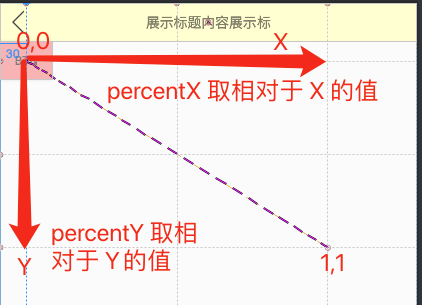 展示标题内容展示标
0,0
X
30
percentX 取相对于 X 的值
percentY 取相
对于 Y 的值
Y
1,1